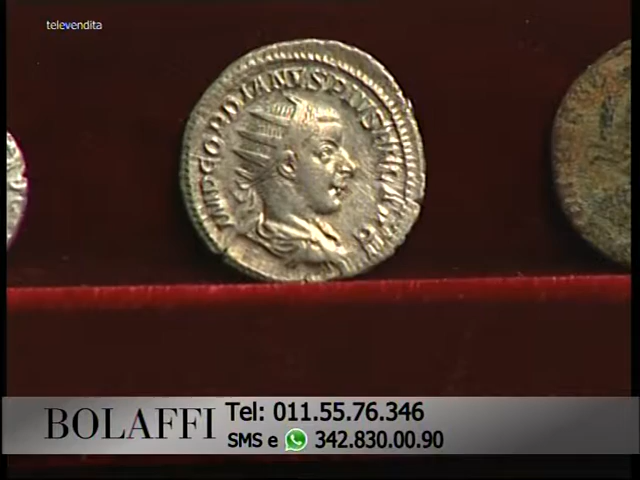 televendita
IMP GORDIANVS PIVS FEL AVG
BOLAFFI
Tel: 011.55.76.346
SMS e 342.830.00.90